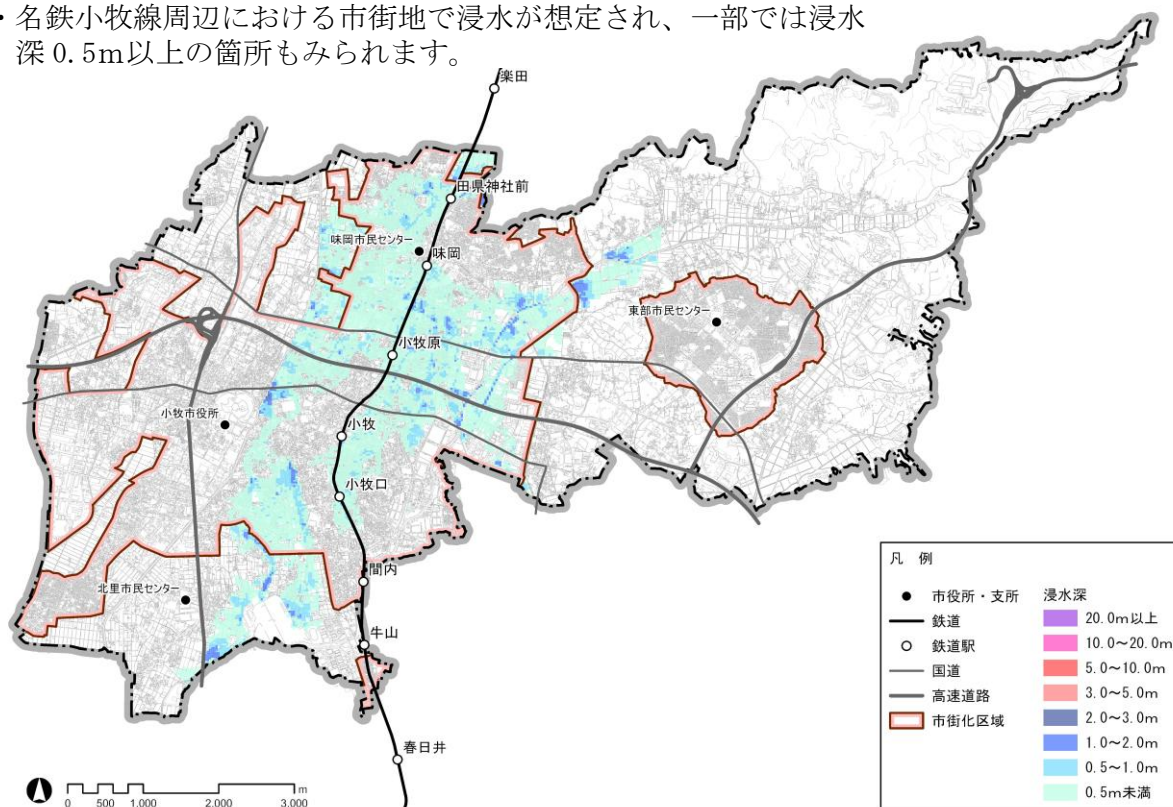 ・名鉄小牧線周辺における市街地で浸水が想定され、一部では浸水
深 0.5m以上の箇所もみられます。
楽田
田県神社前
味岡市民センター
味岡
東部市民センター
小牧原
小牧市役所
小牧
小牧口
間内
北里市民センター
牛山
春日井
凡 例
市役所・支所
鉄道
鉄道駅
国道
高速道路
市街化区域
浸水深
20.0m以上
10.0～20.0m
5.0～10.0m
3.0～5.0m
2.0～3.0m
1.0～2.0m
0.5～1.0m
0.5m未満
0 500 1,000 2,000 3,000 m